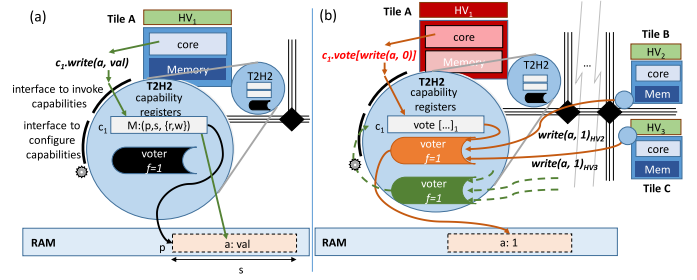 (a)
Tile A
HV1
core
Memory
c1.write(a, val)
interface to invoke
capabilities
interface to
configure
capabilities
T2H2
capability
registers
c1
M:(p,s, {r,w})
voter
f=1
T2H2
RAM
p
a: val
s
(b)
Tile A
HV1
core
Memory
c1.vote[write(a, 0)]
T2H2
capability
registers
c1
vote [...]1
voter
f=1
voter
f=1
T2H2
...
write(a, 1)HV2
write(a, 1)HV3
Tile B
HV2
core
Mem
HV3
core
Mem
Tile C
RAM
a: 1